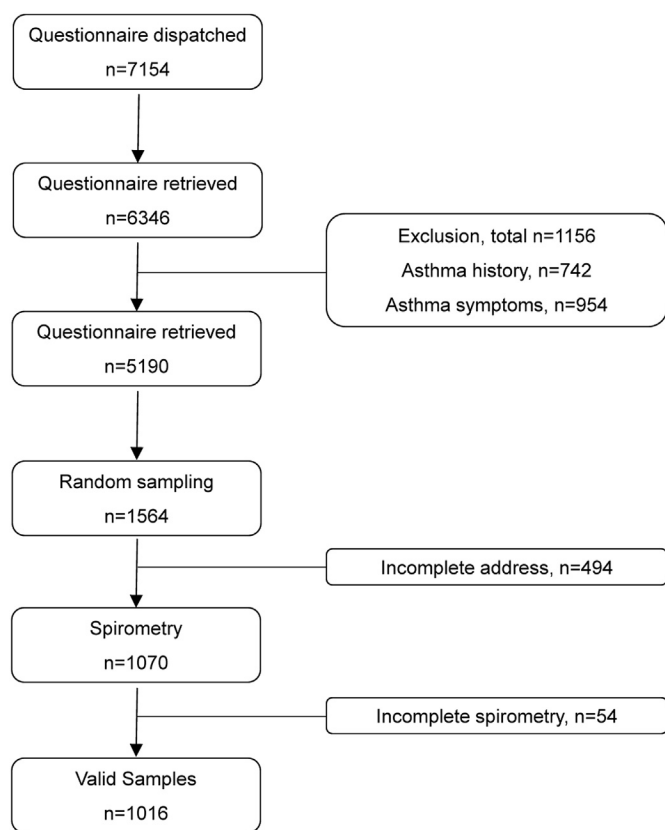 Questionnaire dispatched
n=7154
Questionnaire retrieved
n=6346
Exclusion, total n=1156
Asthma history, n=742
Asthma symptoms, n=954
Questionnaire retrieved
n=5190
Random sampling
n=1564
Incomplete address, n=494
Spirometry
n=1070
Incomplete spirometry, n=54
Valid Samples
n=1016